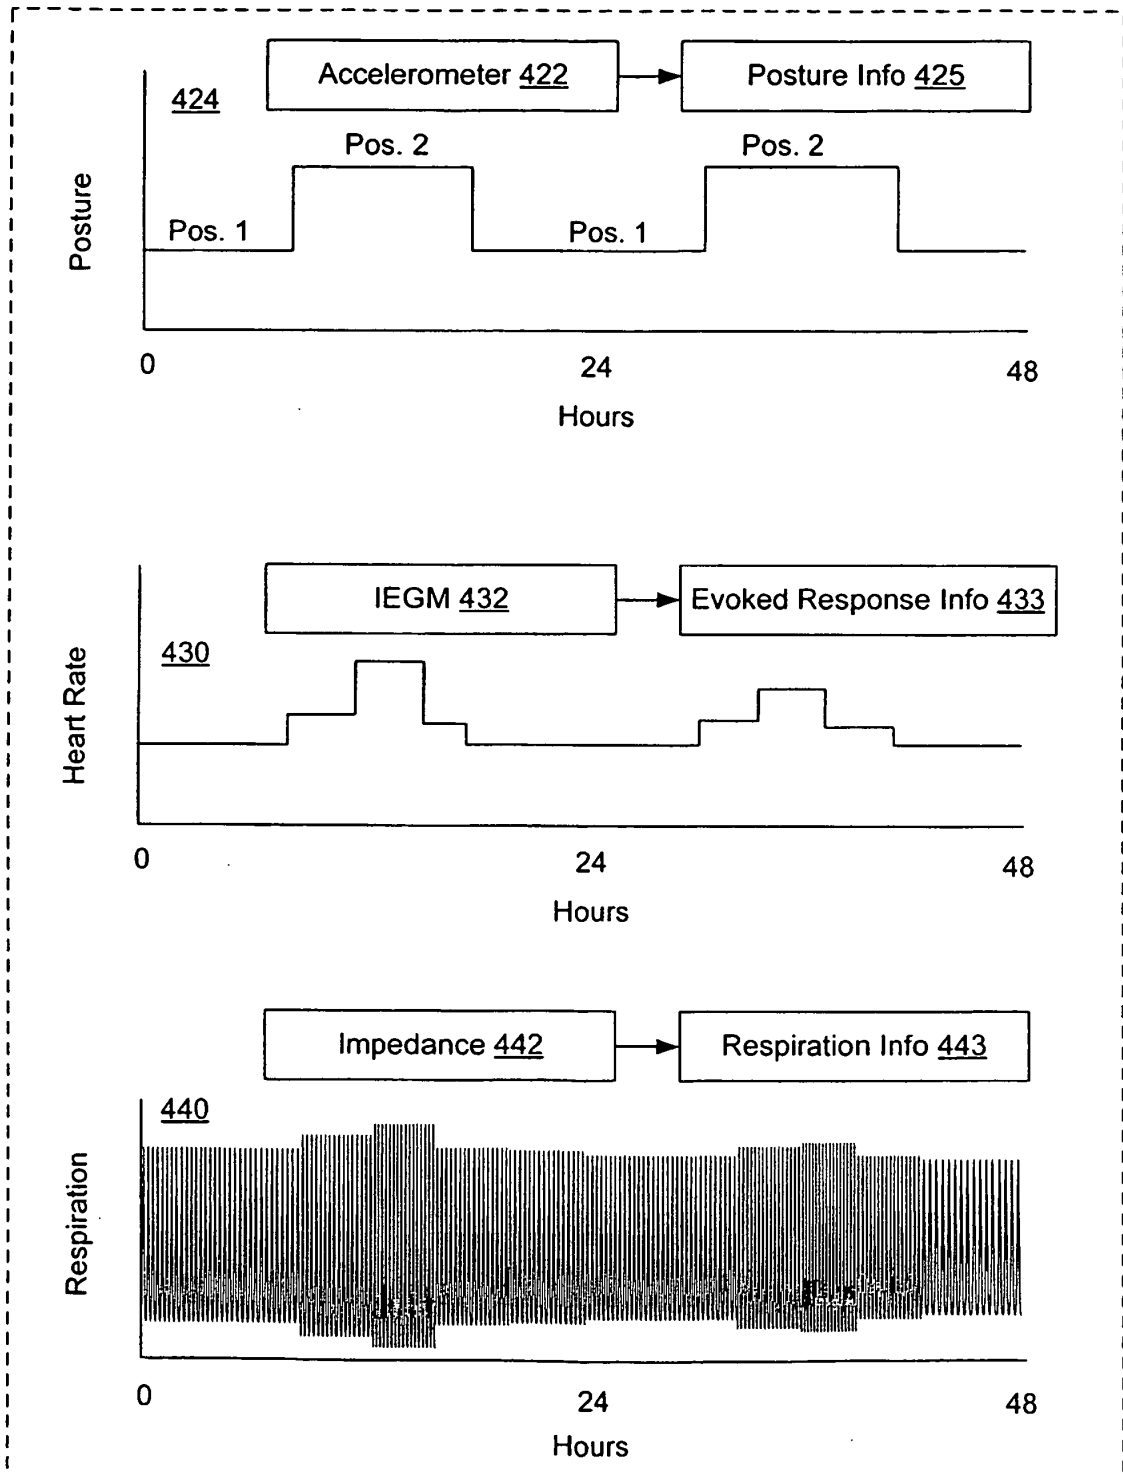 Accelerometer 422
Posture Info 425
424
Pos. 2
Pos. 2
Pos. 1
Pos. 1
Posture
0
24
48
Hours
IEGM 432
Evoked Response Info 433
430
Heart Rate
0
24
48
Hours
Impedance 442
Respiration Info 443
440
Respiration
0
24
48
Hours